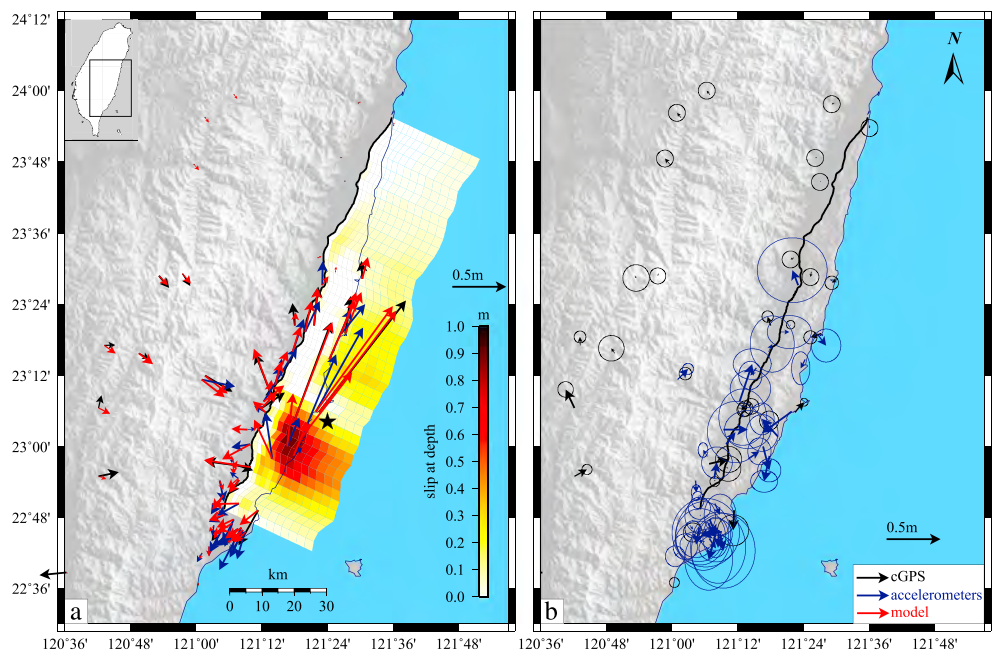 24°12'
24°00'
23°48'
23°36'
23°24'
23°12'
23°00'
22°48'
22°36'
0.5m
m
1.0
0.9
0.8
0.7
0.6
0.5
0.4
0.3
0.2
0.1
0.0
slip at depth
km
0 10 20 30
a
120°36' 120°48' 121°00' 121°12' 121°24' 121°36' 121°48'
N
0.5m
cGPS
accelerometers
model
b
120°36' 120°48' 121°00' 121°12' 121°24' 121°36' 121°48'